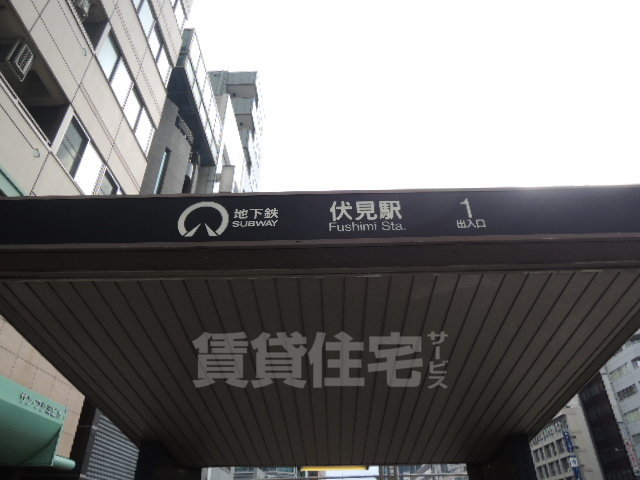 地下鉄
SUBWAY
伏見駅
Fushimi Sta.
1
出入口
賃貸住宅サービス